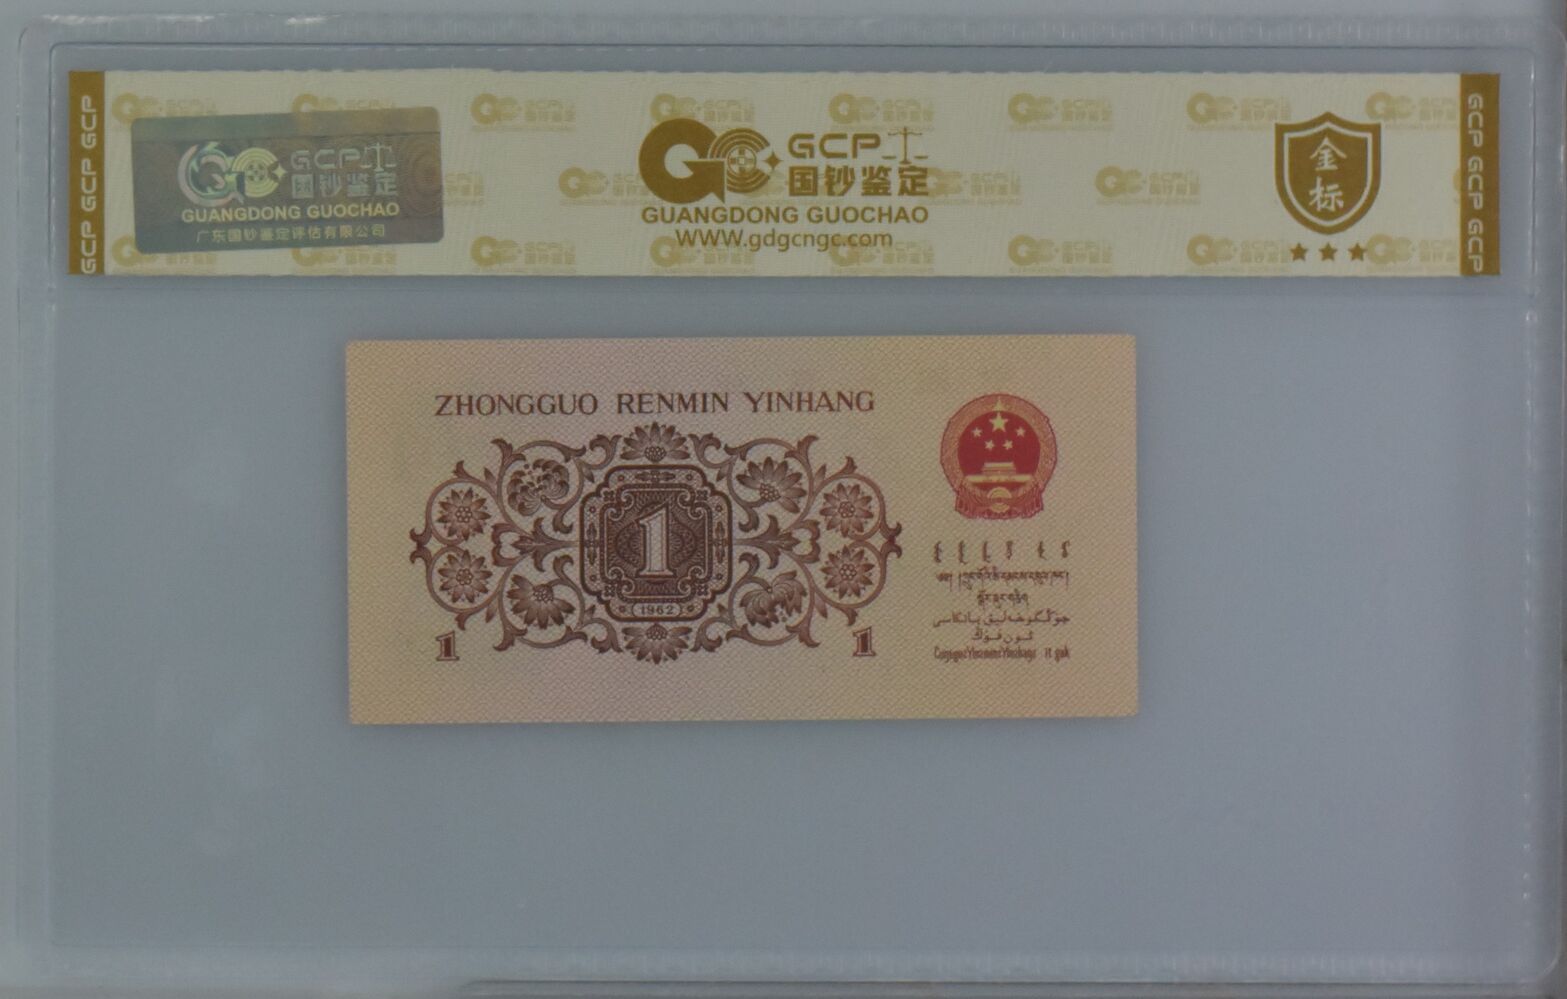 GCP GCP GCP
GCP
国钞鉴定
GUANGDONG GUOCHAO
广东国钞鉴定评估有限公司
GCP
国钞鉴定
GUANGDONG GUOCHAO
WWW.gdgcngc.com
金
标
GCP GCP GCP
ZHONGGUO RENMIN YINHANG
1
1962
1
1